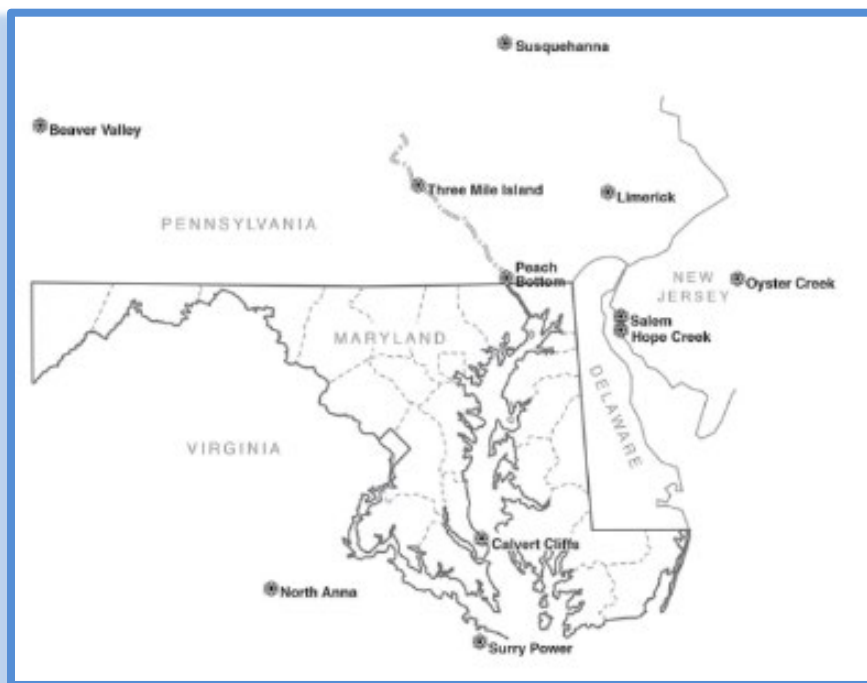 Susquehanna
Beaver Valley
Three Mile Island
Limerick
PENNSYLVANIA
Peach
Bottom
NEW
JERSEY
Oyster Creek
Salem
Hope Creek
MARYLAND
DELAWARE
VIRGINIA
Calvert Cliffs
North Anna
Surry Power